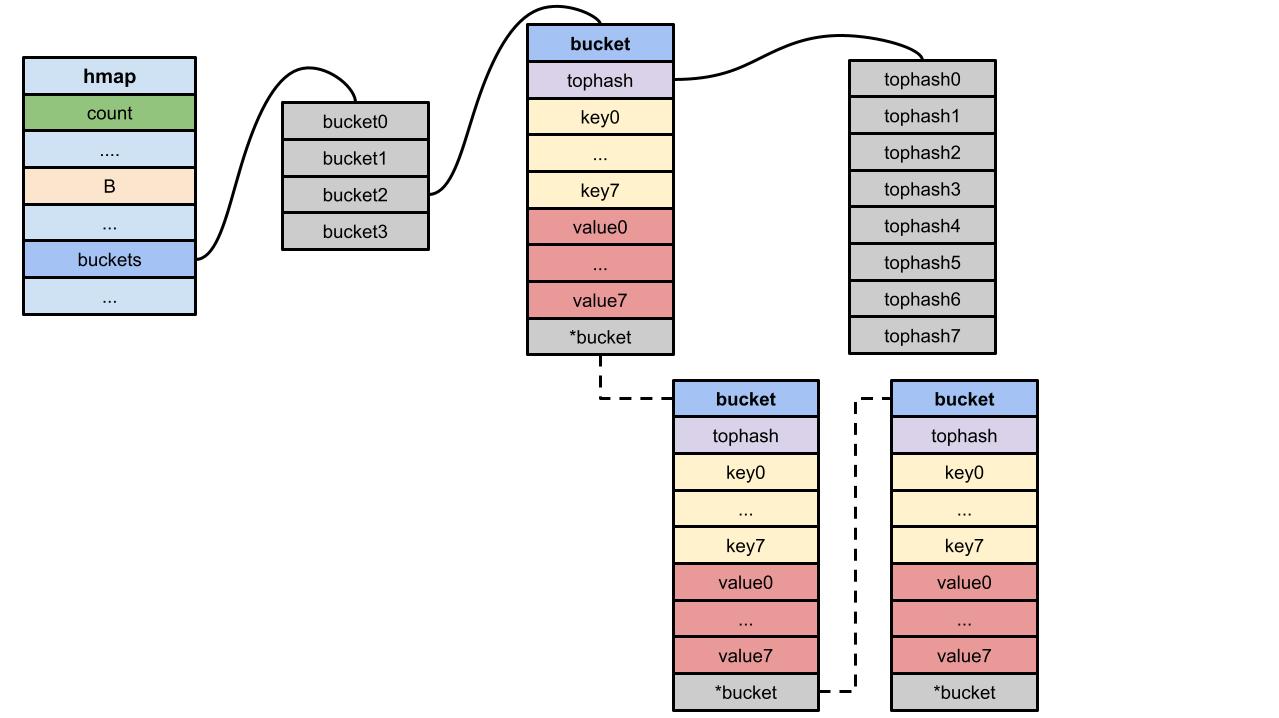 hmap
count
....
B
...
buckets
...
bucket0
bucket1
bucket2
bucket3
bucket
tophash
key0
...
key7
value0
...
value7
*bucket
tophash0
tophash1
tophash2
tophash3
tophash4
tophash5
tophash6
tophash7
bucket
tophash
key0
...
key7
value0
...
value7
*bucket
bucket
tophash
key0
...
key7
value0
...
value7
*bucket